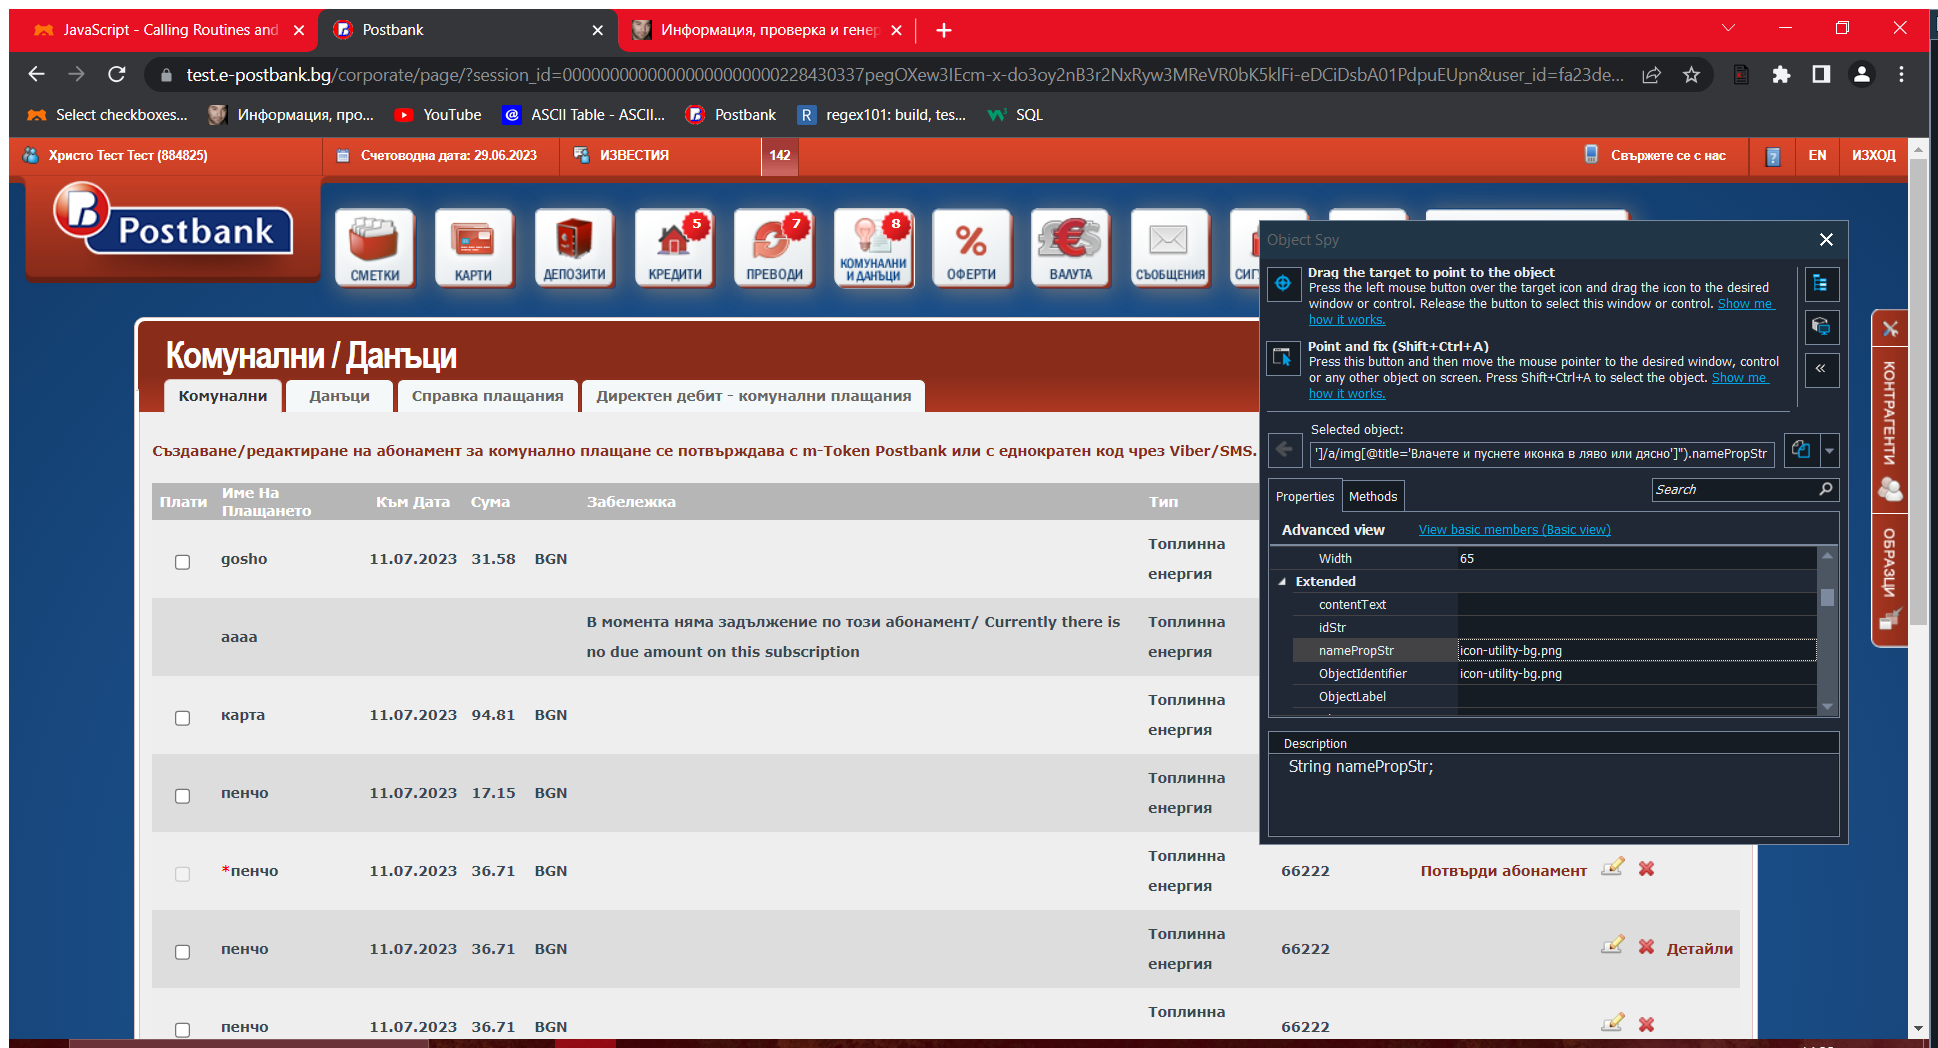 JavaScript - Calling Routines and
Postbank
Информация, проверка и генер
test.e-postbank.bg/corporate/page/?session_id=0000000000000000000000228430337pegOXew3IEcm-x-do3oy2nB3r2NxRyw3MReVR0bK5klFi-eDCiDsbA01PdpuEUpn&user_id=fa23de...
Select checkboxes...
Информация, про...
YouTube
ASCII Table - ASCII...
Postbank
regex101: build, tes...
SQL
Христо Тест Тест (884825)
Счетоводна дата: 29.06.2023
ИЗВЕСТИЯ
142
Свържете се с нас
EN
ИЗХОД
Postbank
СМЕТКИ
КАРТИ
ДЕПОЗИТИ
5
КРЕДИТИ
7
ПРЕВОДИ
8
КОМУНАЛНИ
И ДАНЪЦИ
ОФЕРТИ
ВАЛУТА
СЪОБЩЕНИЯ
Комунални / Данъци
Комунални
Данъци
Справка плащания
Директен дебит - комунални плащания
Създаване/редактиране на абонамент за комунално плащане се потвърждава с m-Token Postbank или с еднократен код чрез Viber/SMS.
Плати
Име На
Плащането
Към Дата
Сума
Забележка
Тип
gosho 11.07.2023 31.58 BGN
Топлинна
енергия
аааа
В момента няма задължение по този абонамент/ Currently there is
no due amount on this subscription
Топлинна
енергия
карта 11.07.2023 94.81 BGN
Топлинна
енергия
пенчо 11.07.2023 17.15 BGN
Топлинна
енергия
*пенчо 11.07.2023 36.71 BGN
Топлинна
енергия
66222 Потвърди абонамент
пенчо 11.07.2023 36.71 BGN
Топлинна
енергия
66222 Детайли
пенчо 11.07.2023 36.71 BGN
Топлинна
66222
Object Spy
Drag the target to point to the object
Press the left mouse button over the target icon and drag the icon to the desired
window or control. Release the button to select this window or control. Show me
how it works.
Point and fix (Shift+Ctrl+A)
Press this button and then move the mouse pointer to the desired window, control
or any other object on screen. Press Shift+Ctrl+A to select the object. Show me
how it works.
Selected object:
']/a/img[@title='Влачете и пуснете иконка в ляво или дясно']").namePropStr
Properties
Methods
Search
Advanced view
View basic members (Basic view)
Width 65
Extended
contentText
idStr
namePropStr icon-utility-bg.png
ObjectIdentifier icon-utility-bg.png
ObjectLabel
Description
String namePropStr;
КОНТРАГЕНТИ
ОБРАЗЦИ